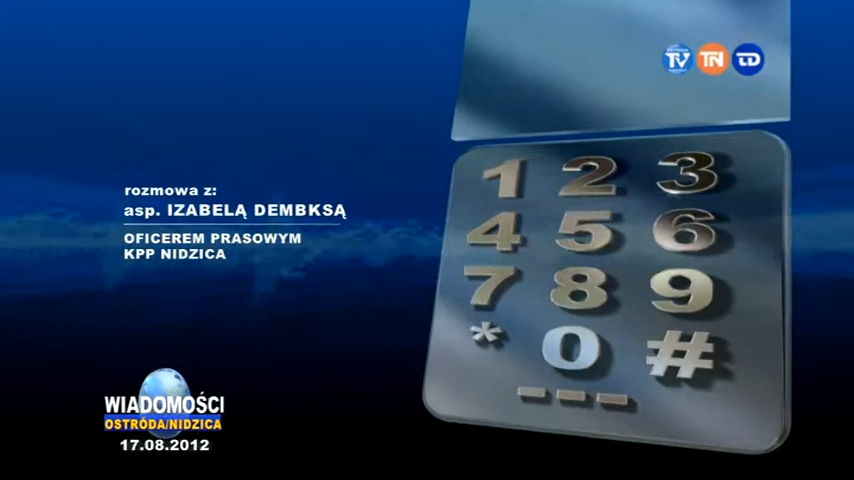 TV TN TD
rozmowa z:
asp. IZABELĄ DEMBKSĄ
OFICEREM PRASOWYM
KPP NIDZICA
1 2 3
4 5 6
7 8 9
* 0 #
WIADOMOŚCI
OSTRÓDA/NIDZICA
17.08.2012